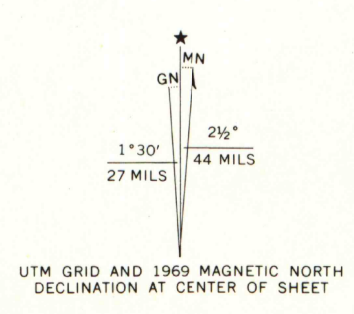 ★
MN
GN
1°30′
27 MILS
2½°
44 MILS
UTM GRID AND 1969 MAGNETIC NORTH
DECLINATION AT CENTER OF SHEET